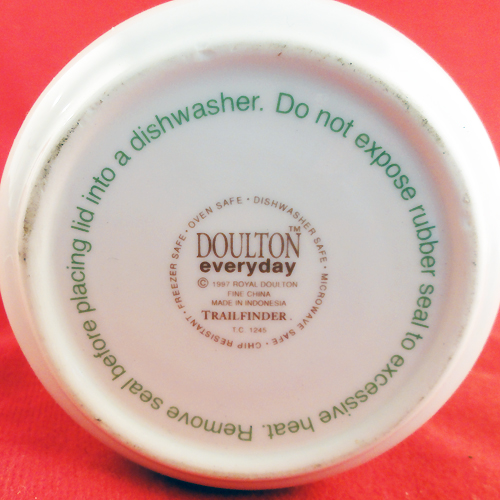 Remove seal before placing lid into a dishwasher. Do not expose rubber seal to excessive heat.
FREEZER SAFE · OVEN SAFE · DISHWASHER SAFE · MICROWAVE SAFE · CHIP RESISTANT ·
DOULTON™
everyday
© 1987 ROYAL DOULTON
FINE CHINA
MADE IN INDONESIA
TRAILFINDER
T.C. 1245